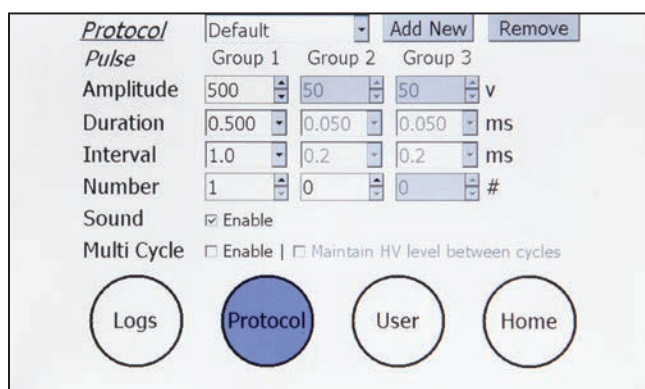 Protocol Default Add New Remove
Pulse Group 1 Group 2 Group 3
Amplitude 500 50 50 v
Duration 0.500 0.050 0.050 ms
Interval 1.0 0.2 0.2 ms
Number 1 0 0 #
Sound Enable
Multi Cycle Enable | Maintain HV level between cycles
Logs Protocol User Home